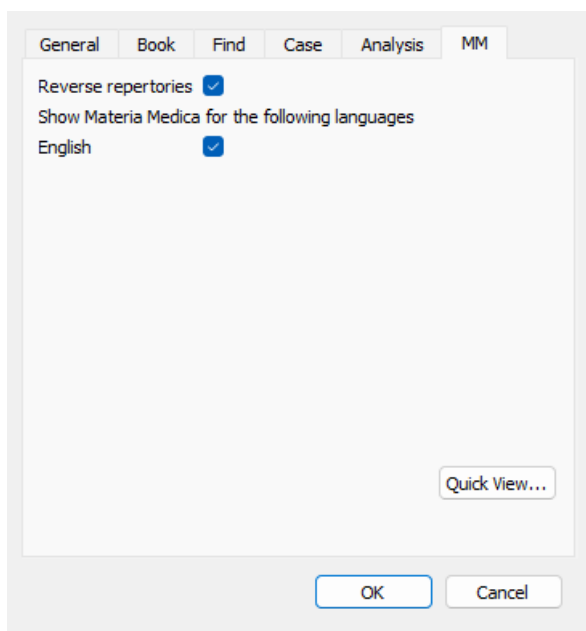 General Book Find Case Analysis MM
Reverse repertories
Show Materia Medica for the following languages
English
Quick View...
OK Cancel